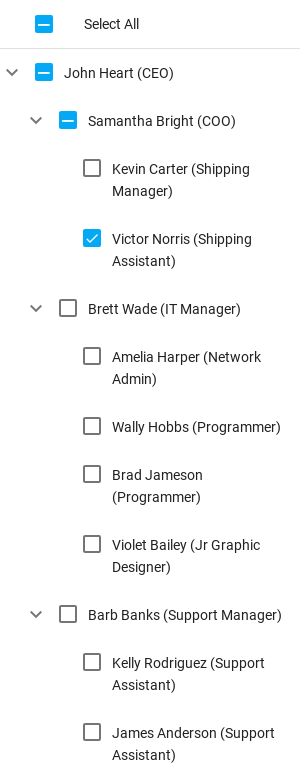 Select All
John Heart (CEO)
Samantha Bright (COO)
Kevin Carter (Shipping
Manager)
Victor Norris (Shipping
Assistant)
Brett Wade (IT Manager)
Amelia Harper (Network
Admin)
Wally Hobbs (Programmer)
Brad Jameson
(Programmer)
Violet Bailey (Jr Graphic
Designer)
Barb Banks (Support Manager)
Kelly Rodriguez (Support
Assistant)
James Anderson (Support
Assistant)